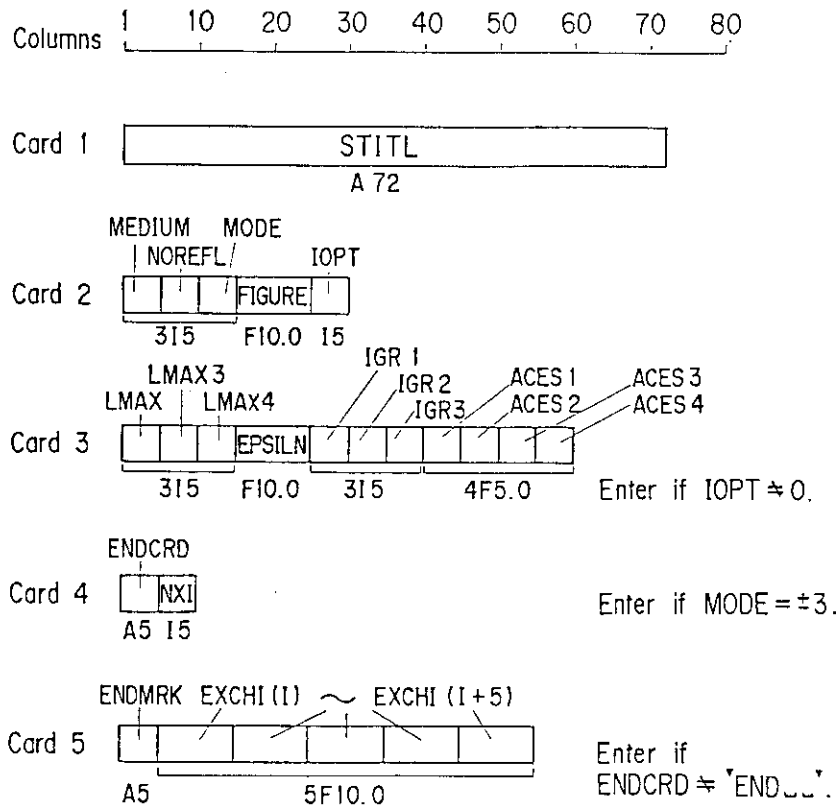 Columns 1 10 20 30 40 50 60 70 80
Card 1 STITL
A 72
MEDIUM MODE
NOREFL IOPT
Card 2 FIGURE
3I5 F10.0 I5
IGR 1
LMAX3 IGR 2 ACES 1 ACES 3
LMAX LMAX4 IGR3 ACES 2 ACES 4
Card 3 EPSILN
3I5 F10.0 3I5 4F5.0 Enter if IOPT ≒ 0.
ENDCRD
Card 4 NXI Enter if MODE = ±3.
A5 I5
ENDMRK EXCHI (I) ~ EXCHI (I+5)
Card 5 Enter if
A5 5F10.0 ENDCRD ≒ "END␣␣".